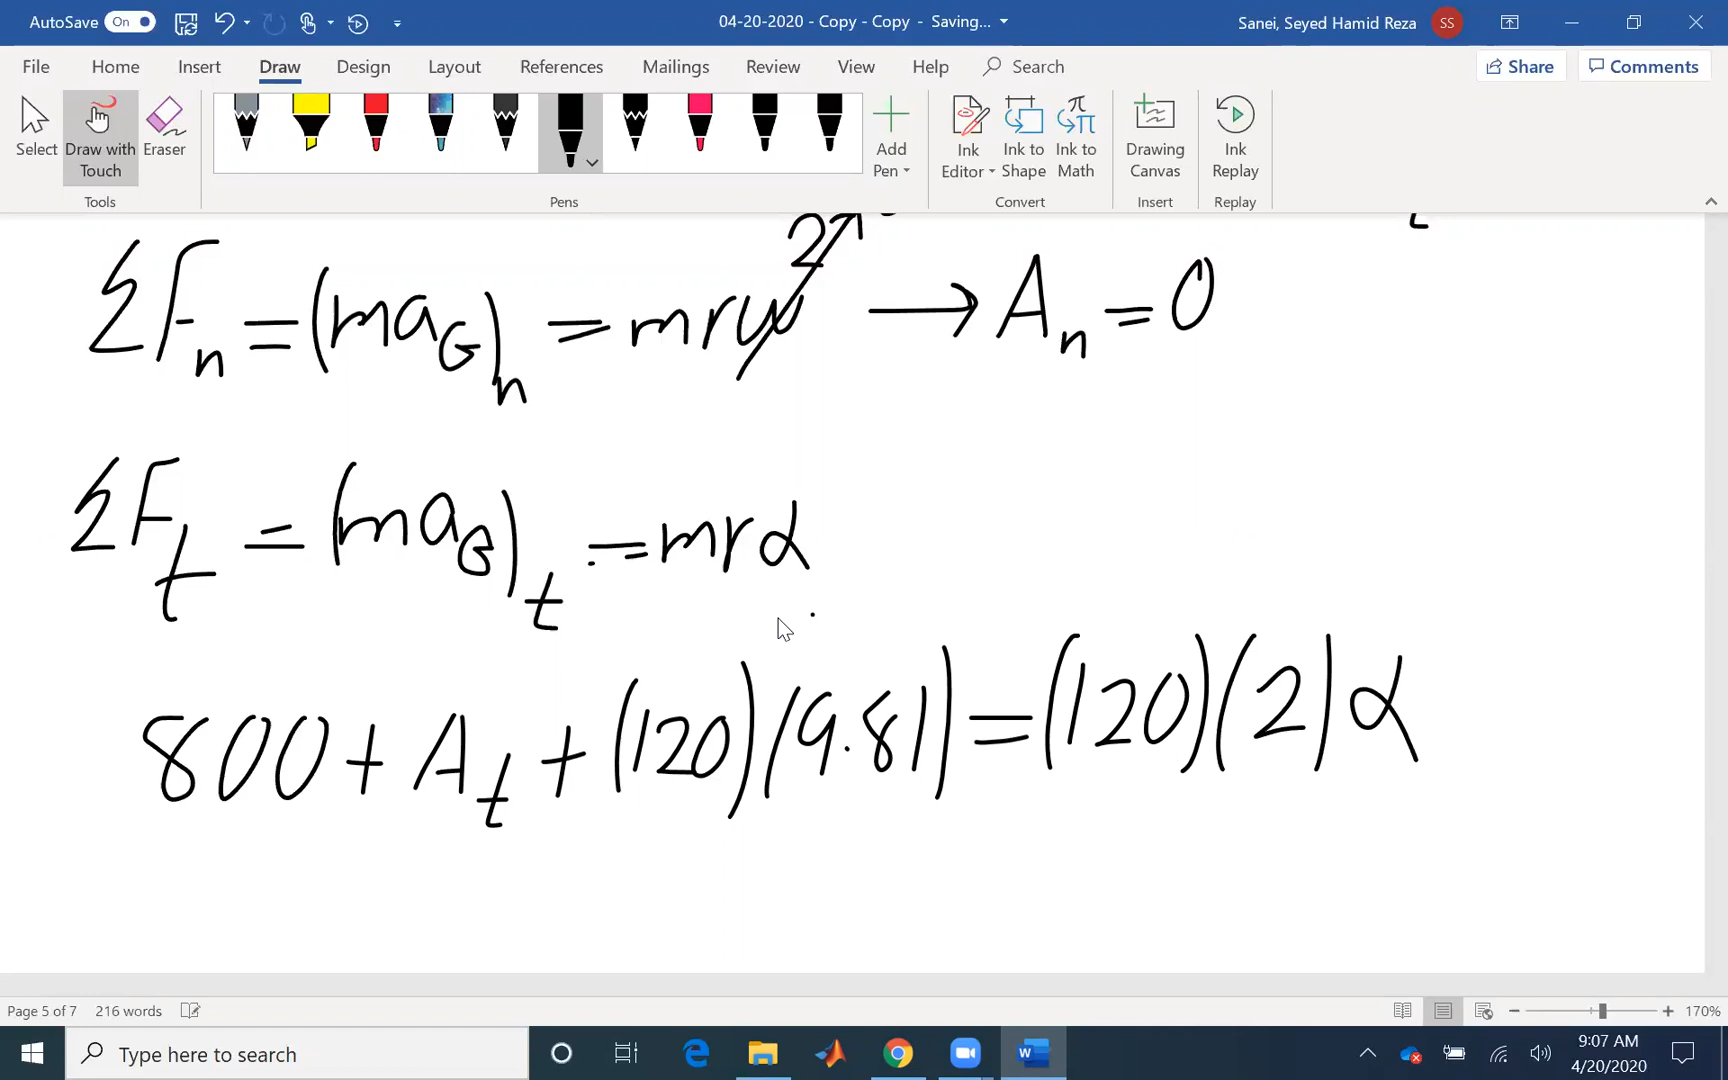 AutoSave On 04-20-2020 - Copy - Copy - Saving... Sanei, Seyed Hamid Reza SS
File Home Insert Draw Design Layout References Mailings Review View Help Search Share Comments
Select Draw with Touch Eraser Add Pen Ink Editor Ink to Shape Ink to Math Drawing Canvas Ink Replay
Tools Pens Convert Insert Replay
ΣFn = (maG)n = mrω² → An = 0
ΣFt = (maB)t = mrα
800 + At + (120)(9.81) = (120)(2)α
Page 5 of 7 216 words 170%
Type here to search 9:07 AM
4/20/2020